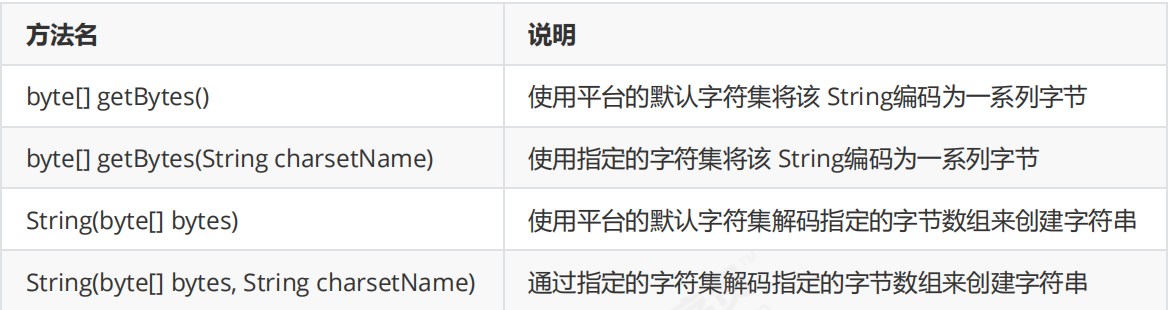 方法名 说明
byte[] getBytes() 使用平台的默认字符集将该 String编码为一系列字节
byte[] getBytes(String charsetName) 使用指定的字符集将该 String编码为一系列字节
String(byte[] bytes) 使用平台的默认字符集解码指定的字节数组来创建字符串
String(byte[] bytes, String charsetName) 通过指定的字符集解码指定的字节数组来创建字符串